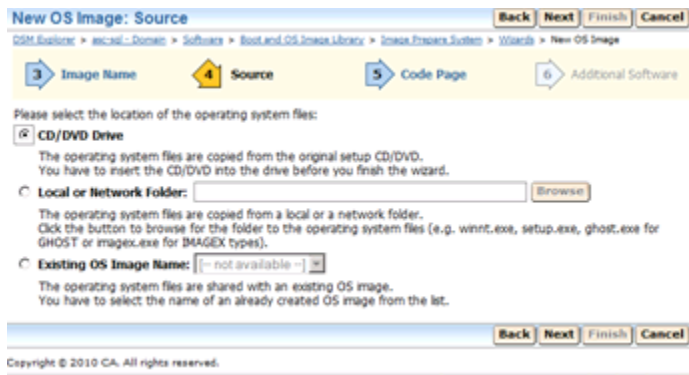 New OS Image: Source
Back Next Finish Cancel
DSM Explorer > asc-sql - Domain > Software > Boot and OS Image Library > Image Prepare System > Wizards > New OS Image
3 Image Name 4 Source 5 Code Page 6 Additional Software
Please select the location of the operating system files:
CD/DVD Drive
The operating system files are copied from the original setup CD/DVD.
You have to insert the CD/DVD into the drive before you finish the wizard.
Local or Network Folder: Browse
The operating system files are copied from a local or a network folder.
Click the button to browse for the folder to the operating system files (e.g. winnt.exe, setup.exe, ghost.exe for
GHOST or imagex.exe for IMAGEX types).
Existing OS Image Name: [-- not available --]
The operating system files are shared with an existing OS image.
You have to select the name of an already created OS image from the list.
Back Next Finish Cancel
Copyright © 2010 CA. All rights reserved.